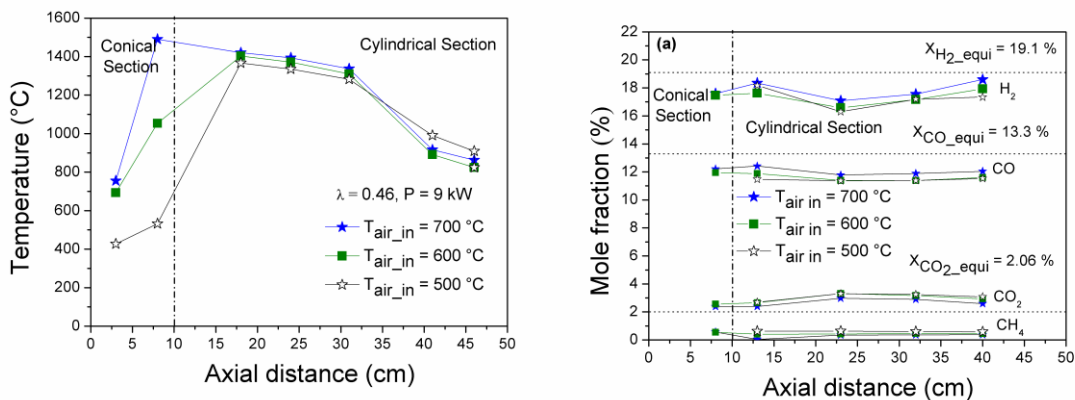 1600
1400
1200
1000
800
600
400
200
0
Temperature (°C)
Conical
Section
Cylindrical Section
λ = 0.46, P = 9 kW
T_air_in = 700 °C
T_air_in = 600 °C
T_air_in = 500 °C
0 5 10 15 20 25 30 35 40 45 50
Axial distance (cm)
22
20
18
16
14
12
10
8
6
4
2
0
Mole fraction (%)
(a)
X_H2_equi = 19.1 %
H2
Conical
Section
Cylindrical Section
X_CO_equi = 13.3 %
CO
T_air in = 700 °C
T_air in = 600 °C
T_air in = 500 °C
X_CO2_equi = 2.06 %
CO2
CH4
0 5 10 15 20 25 30 35 40 45 50
Axial distance (cm)